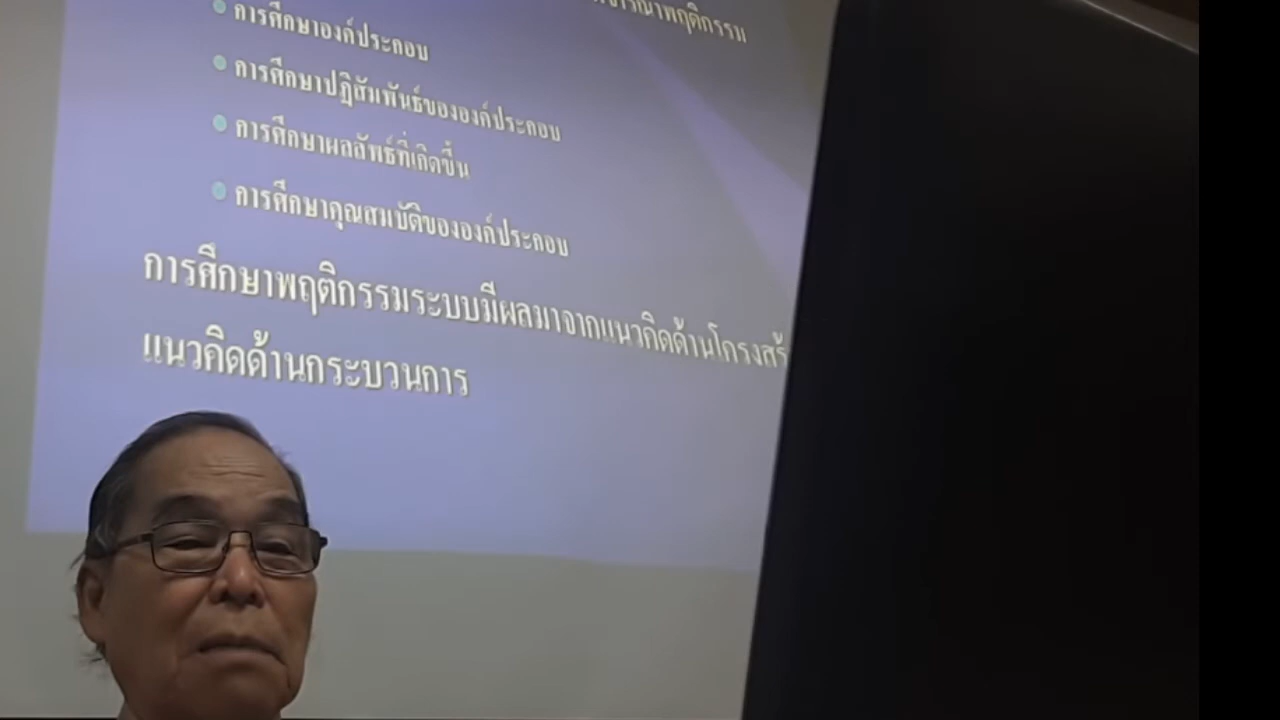 พฤติกรรม
การศึกษาองค์ประกอบ
การศึกษาปฏิสัมพันธ์ขององค์ประกอบ
การศึกษาผลลัพธ์ที่เกิดขึ้น
การศึกษาคุณสมบัติขององค์ประกอบ
การศึกษาพฤติกรรมระบบมีผลมาจากแนวคิดด้านโครงสร้
แนวคิดด้านกระบวนการ